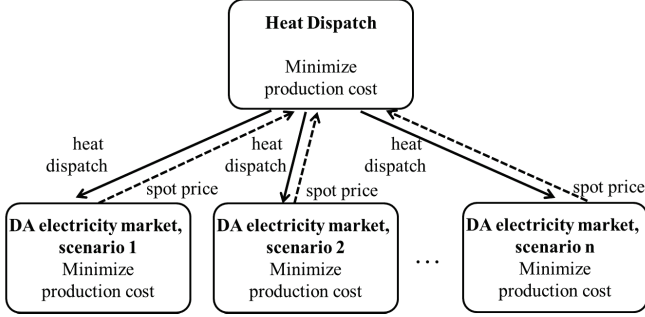 Heat Dispatch
Minimize
production cost
heat
dispatch
spot price
heat
dispatch
spot price
heat
dispatch
spot price
DA electricity market,
scenario 1
Minimize
production cost
DA electricity market,
scenario 2
Minimize
production cost
...
DA electricity market,
scenario n
Minimize
production cost